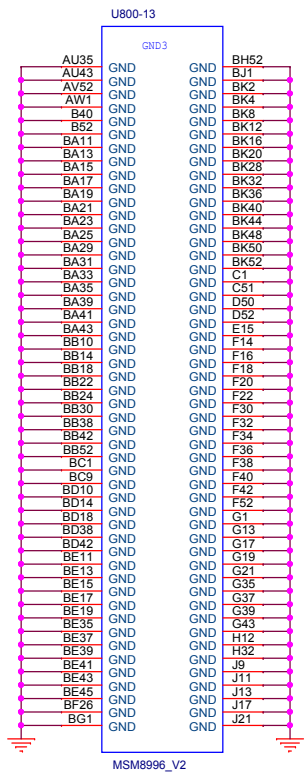 U800-13
GND3
AU35 GND GND BH52
AU43 GND GND BJ1
AV52 GND GND BK2
AW1 GND GND BK4
B40 GND GND BK8
B52 GND GND BK12
BA11 GND GND BK16
BA13 GND GND BK20
BA15 GND GND BK28
BA17 GND GND BK32
BA19 GND GND BK36
BA21 GND GND BK40
BA23 GND GND BK44
BA25 GND GND BK48
BA29 GND GND BK50
BA31 GND GND BK52
BA33 GND GND C1
BA35 GND GND C51
BA39 GND GND D50
BA41 GND GND D52
BA43 GND GND E15
BB10 GND GND F14
BB14 GND GND F16
BB18 GND GND F18
BB22 GND GND F20
BB24 GND GND F22
BB30 GND GND F30
BB38 GND GND F32
BB42 GND GND F34
BB52 GND GND F36
BC1 GND GND F38
BC9 GND GND F40
BD10 GND GND F42
BD14 GND GND F52
BD18 GND GND G1
BD38 GND GND G13
BD42 GND GND G17
BE11 GND GND G19
BE13 GND GND G21
BE15 GND GND G35
BE17 GND GND G37
BE19 GND GND G39
BE35 GND GND G43
BE37 GND GND H12
BE39 GND GND H32
BE41 GND GND J9
BE43 GND GND J11
BE45 GND GND J13
BF26 GND GND J17
BG1 GND GND J21
MSM8996_V2